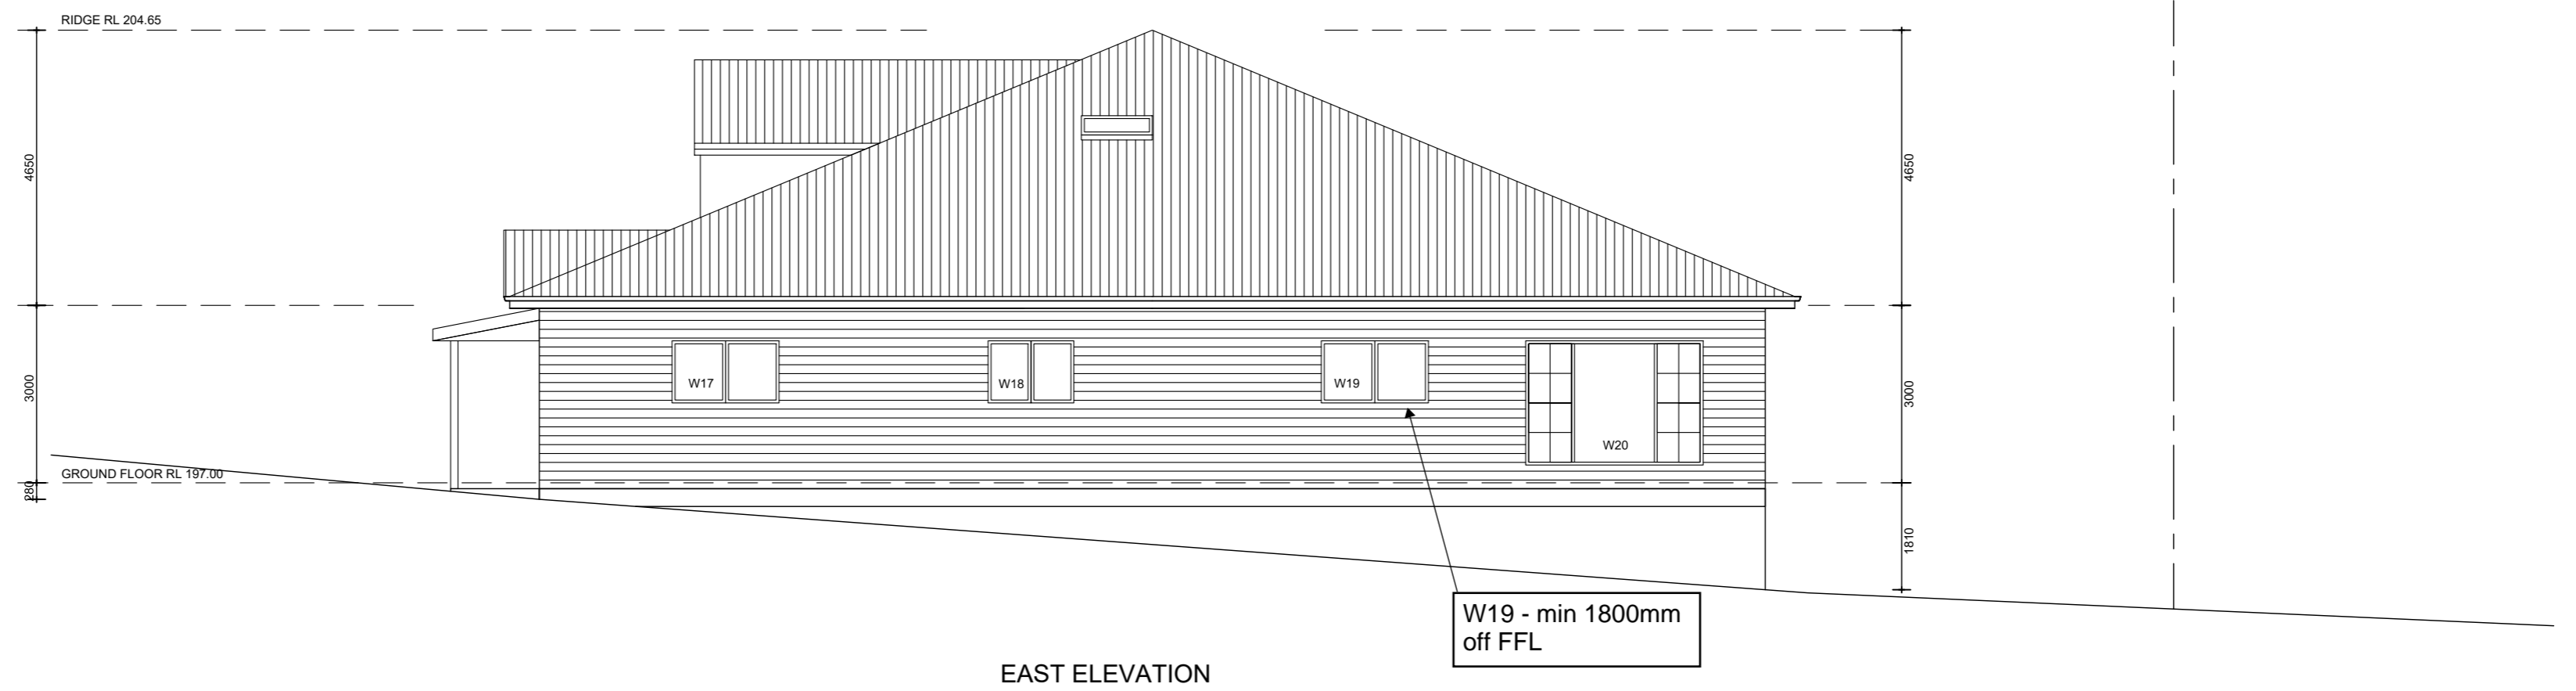 RIDGE RL 204.65
4650
4650
3000
3000
W17
W18
W19
W20
GROUND FLOOR RL 197.00
280
1810
W19 - min 1800mm
off FFL
EAST ELEVATION